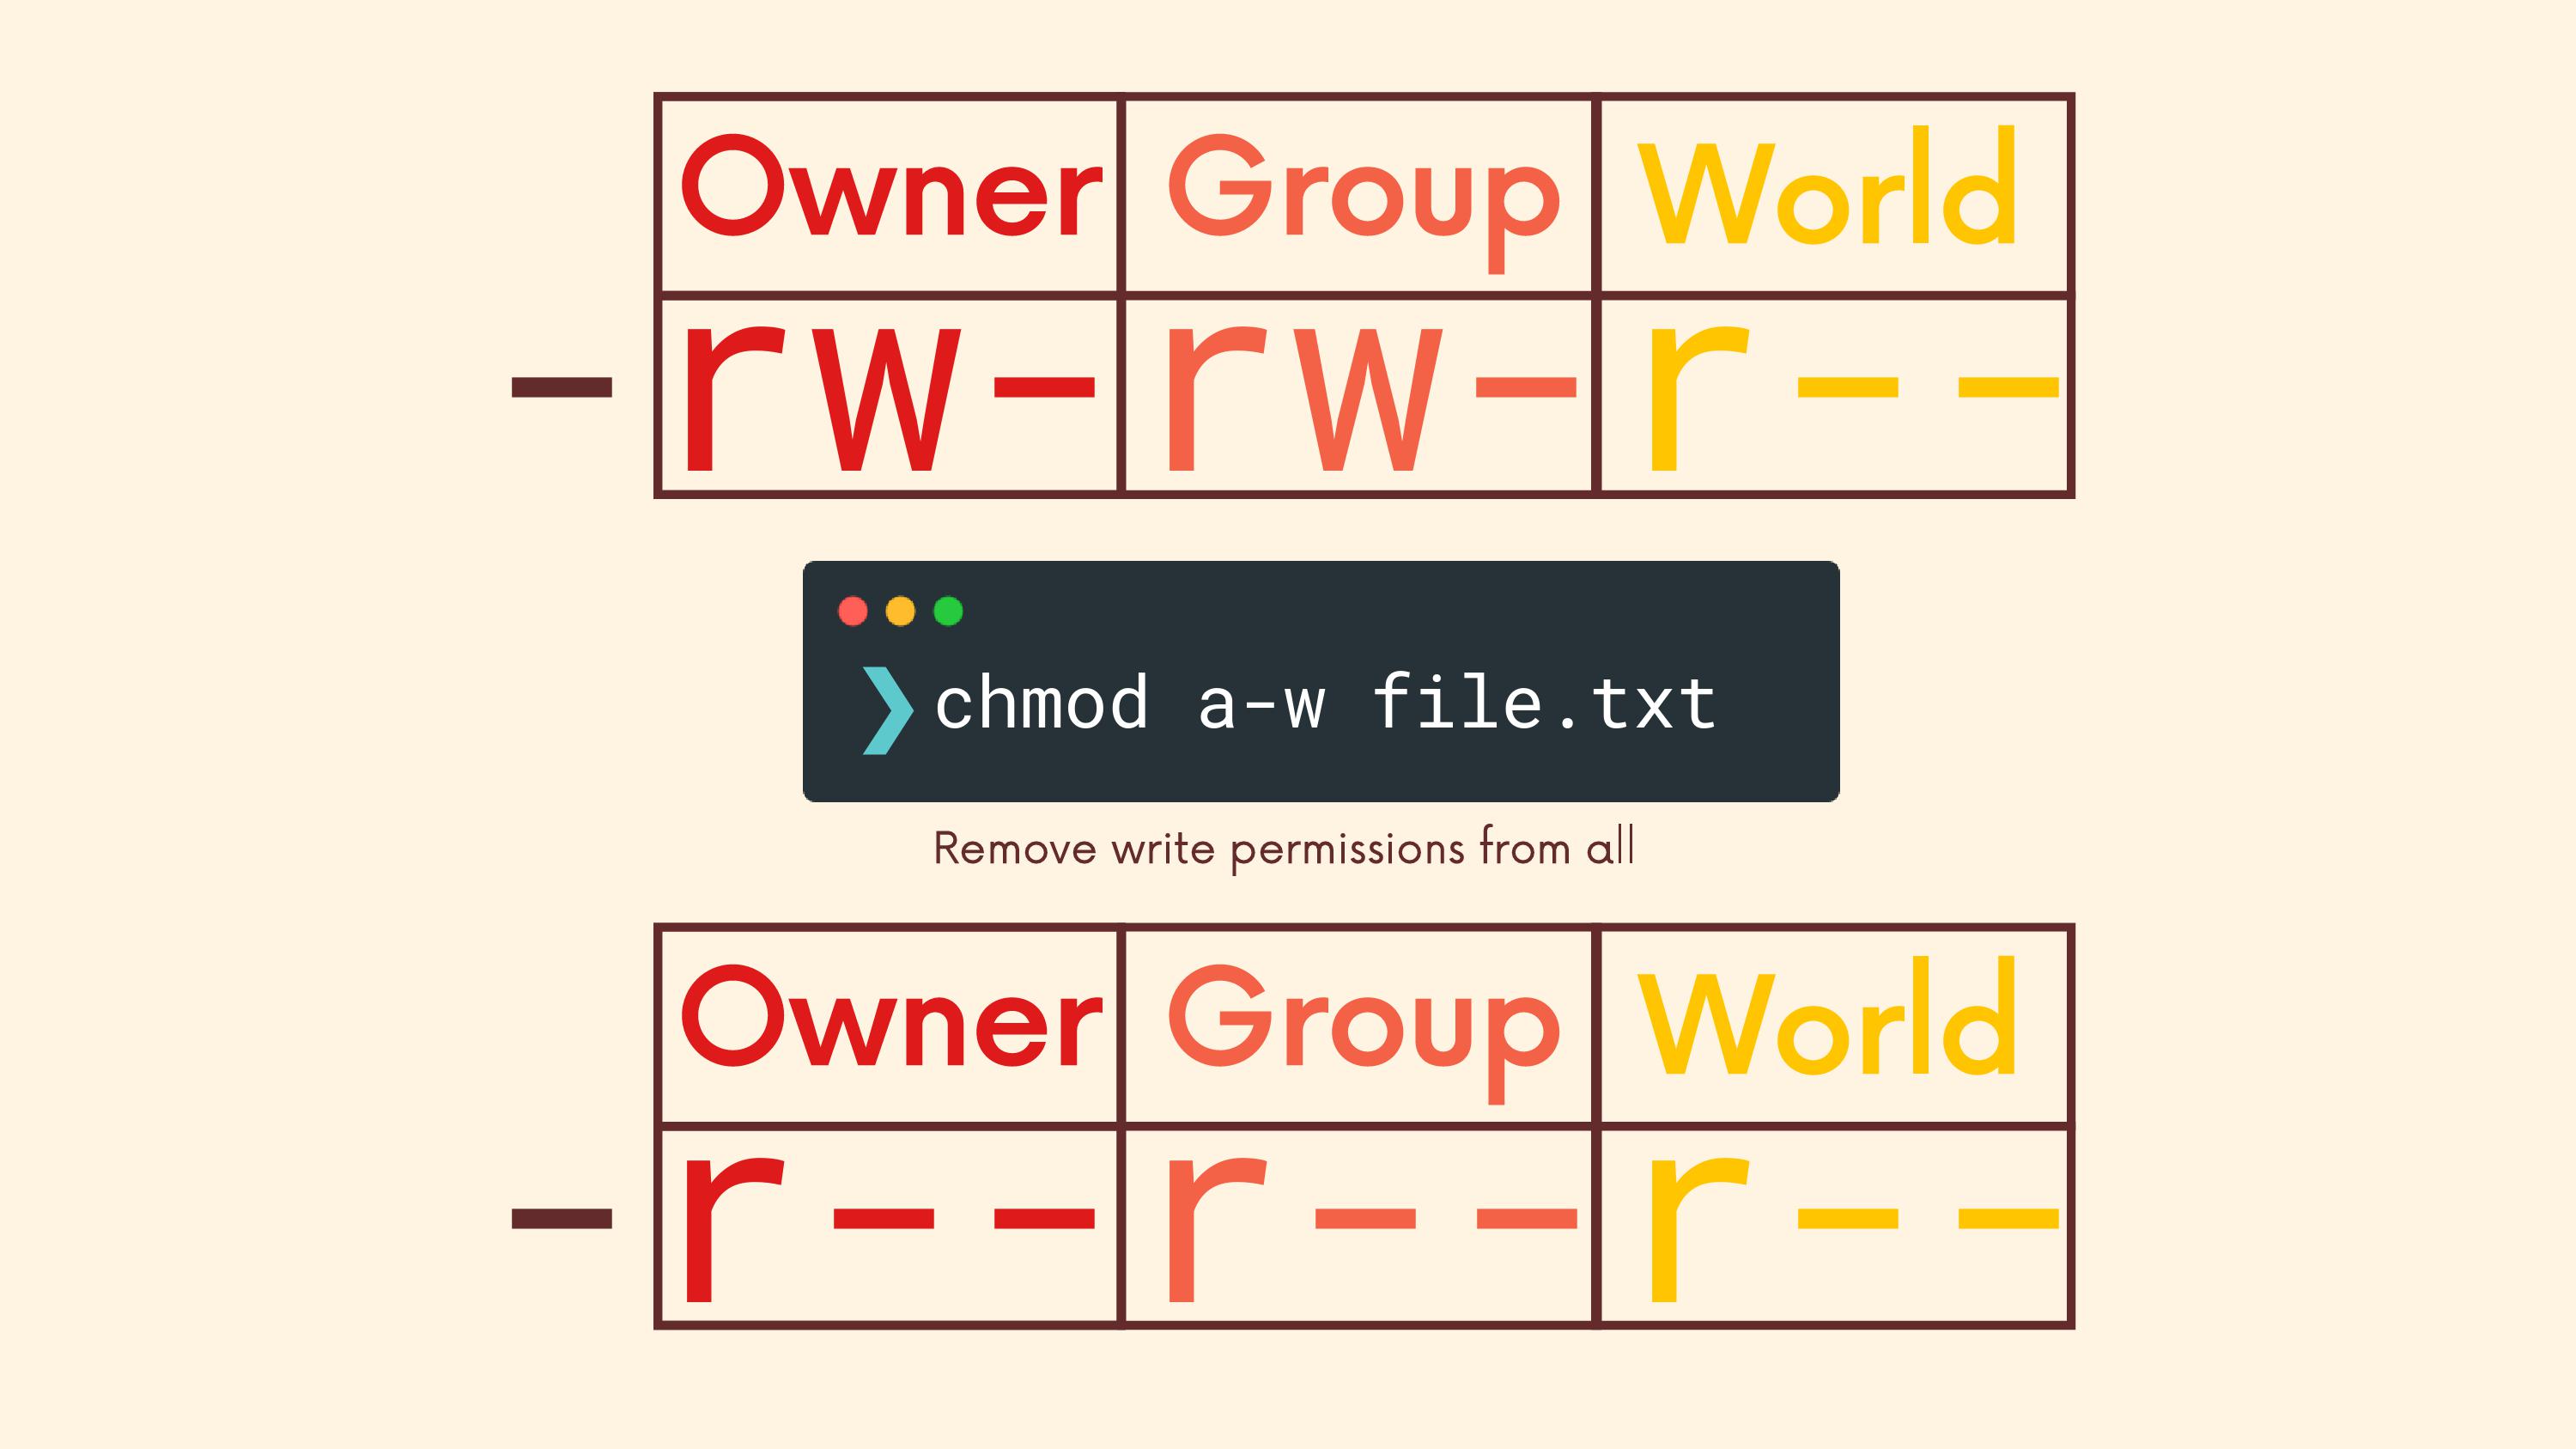 Owner Group World
-rw-rw-r--
❯ chmod a-w file.txt
Remove write permissions from all
Owner Group World
-r--r--r--